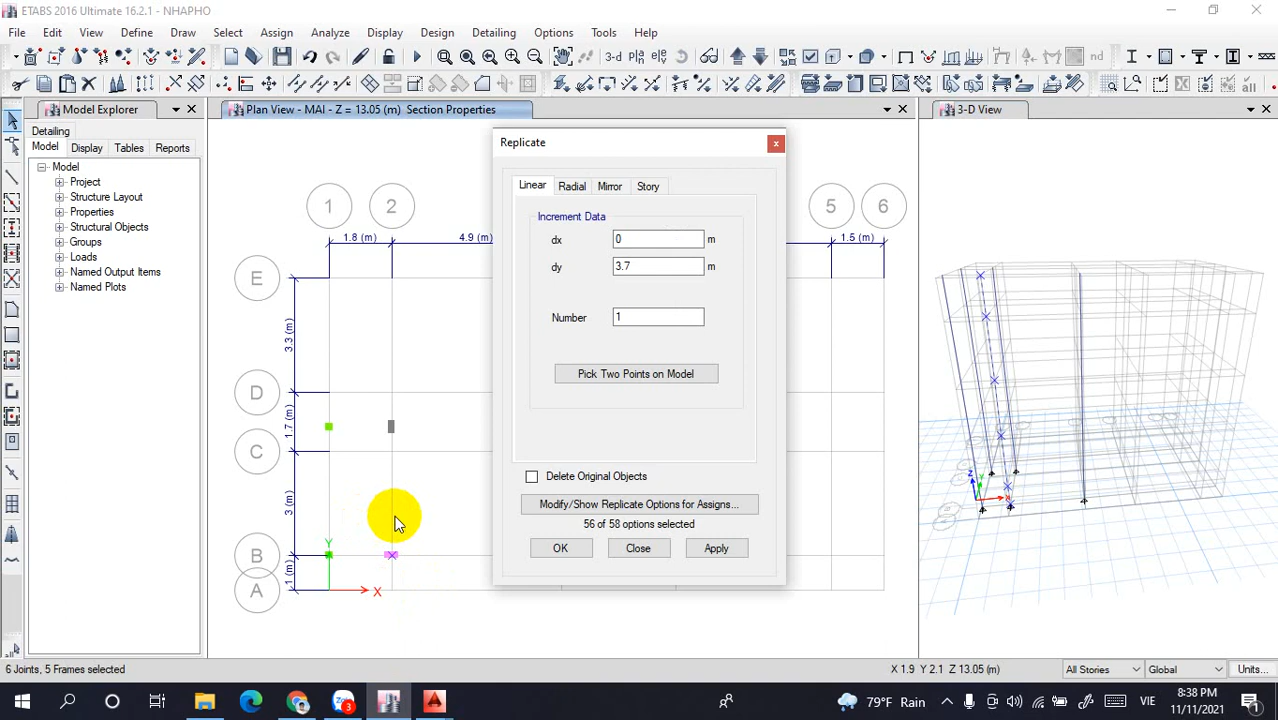 ETABS 2016 Ultimate 16.2.1 - NHAPHO
File Edit View Define Draw Select Assign Analyze Display Design Detailing Options Tools Help
3-d
all
Model Explorer
Plan View - MAI - Z = 13.05 (m) Section Properties
3-D View
Detailing
Model Display Tables Reports
Model
Project
Structure Layout
Properties
Structural Objects
Groups
Loads
Named Output Items
Named Plots
1 2 5 6
1.8 (m) 4.9 (m) 1.5 (m)
E
3.3 (m)
D
1.7 (m)
C
3 (m)
B
1 (m)
A
Y
X
Replicate
Linear Radial Mirror Story
Increment Data
dx 0 m
dy 3.7 m
Number 1
Pick Two Points on Model
Delete Original Objects
Modify/Show Replicate Options for Assigns...
56 of 58 options selected
OK Close Apply
Z
Y
X
6 Joints, 5 Frames selected
X 1.9 Y 2.1 Z 13.05 (m)
All Stories
Global
Units...
3
79°F Rain
VIE
8:38 PM
11/11/2021
1